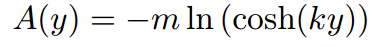 A(y) = −m ln (cosh(ky))